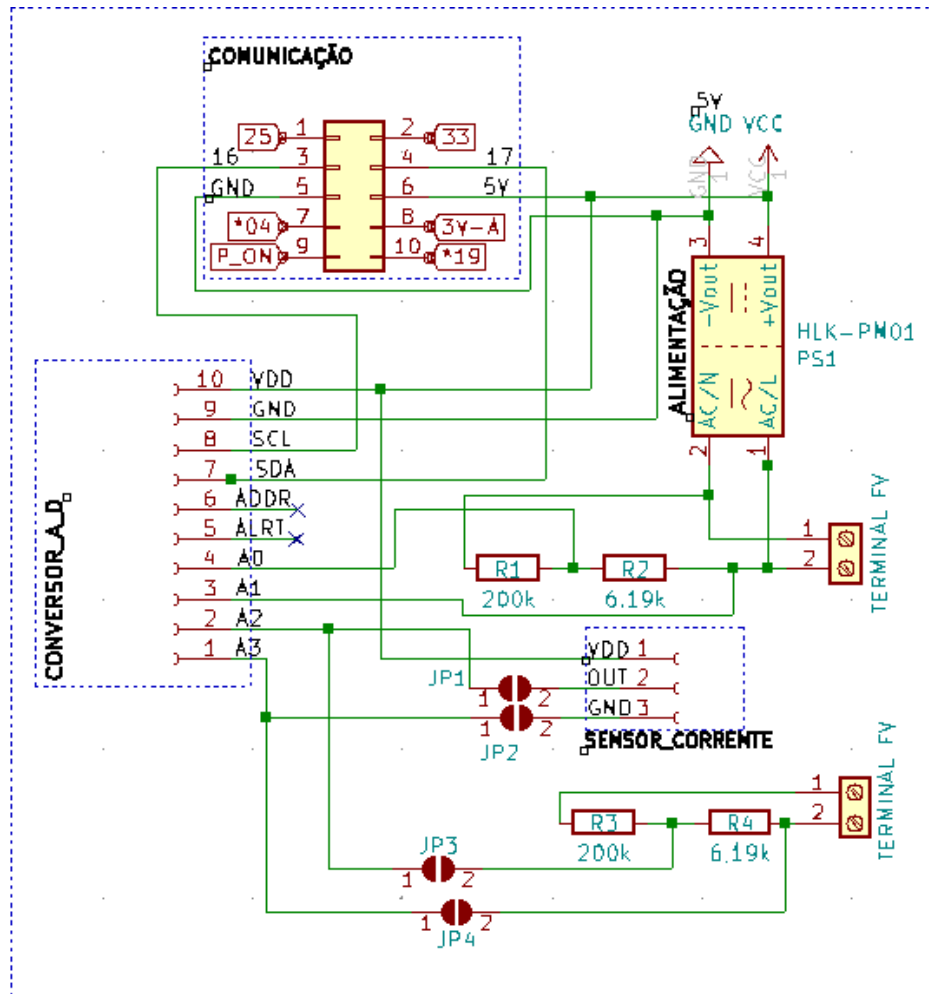 COMUNICAÇÃO
25 1 2 33
16 3 4 17
GND 5 6 5V
*04 7 8 3V-A
P_ON 9 10 *19
5V
GND VCC
GND 1 VCC 1
3 4
-Vout +Vout
ALIMENTAÇÃO
HLK-PM01
PS1
AC/N AC/L
2 1
CONVERSOR_A_D
10 VDD
9 GND
8 SCL
7 SDA
6 ADDR
5 ALRT
4 A0
3 A1
2 A2
1 A3
R1
200k
R2
6.19k
1
2
TERMINAL FV
VDD 1
OUT 2
GND 3
SENSOR_CORRENTE
JP1
1 2
1 2
JP2
R3
200k
R4
6.19k
1
2
TERMINAL FV
JP3
1 2
1 2
JP4